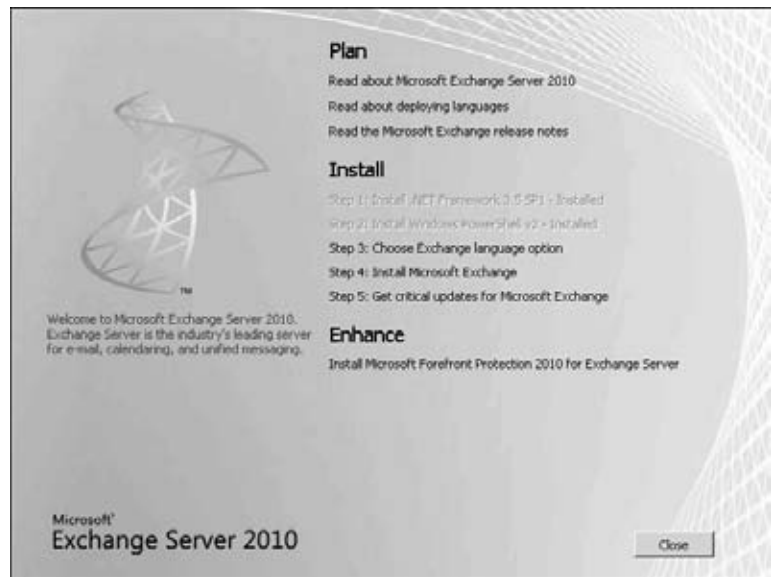 Plan
Read about Microsoft Exchange Server 2010
Read about deploying languages
Read the Microsoft Exchange release notes
Install
Step 1: Install .NET Framework 3.5 SP1 - Installed
Step 2: Install Windows PowerShell v2 - Installed
Step 3: Choose Exchange language option
Step 4: Install Microsoft Exchange
Step 5: Get critical updates for Microsoft Exchange
Enhance
Install Microsoft Forefront Protection 2010 for Exchange Server
TM
Welcome to Microsoft Exchange Server 2010.
Exchange Server is the industry's leading server
for e-mail, calendaring, and unified messaging.
Microsoft®
Exchange Server 2010
Close